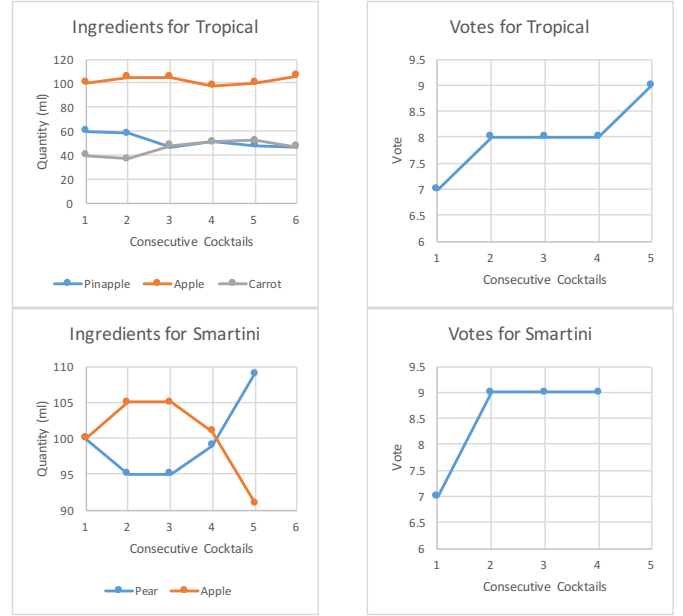 Ingredients for Tropical
120
100
80
60
40
20
0
Quantity (ml)
1 2 3 4 5 6
Consecutive Cocktails
Pinapple Apple Carrot
Votes for Tropical
9.5
9
8.5
8
7.5
7
6.5
6
Vote
1 2 3 4 5
Consecutive Cocktails
Ingredients for Smartini
110
105
100
95
90
Quantity (ml)
1 2 3 4 5 6
Consecutive Cocktails
Pear Apple
Votes for Smartini
9.5
9
8.5
8
7.5
7
6.5
6
Vote
1 2 3 4 5
Consecutive Cocktails